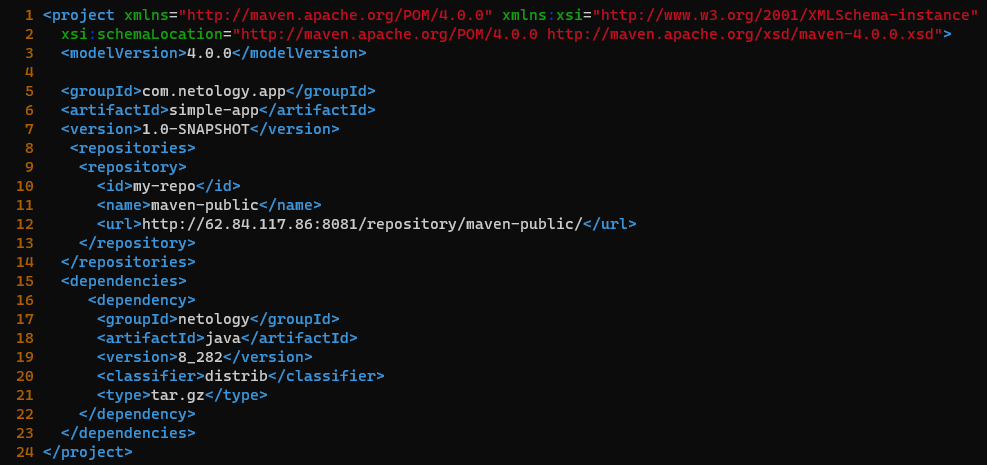 1 <project xmlns="http://maven.apache.org/POM/4.0.0" xmlns:xsi="http://www.w3.org/2001/XMLSchema-instance"
2   xsi:schemaLocation="http://maven.apache.org/POM/4.0.0 http://maven.apache.org/xsd/maven-4.0.0.xsd">
3   <modelVersion>4.0.0</modelVersion>
4
5   <groupId>com.netology.app</groupId>
6   <artifactId>simple-app</artifactId>
7   <version>1.0-SNAPSHOT</version>
8    <repositories>
9     <repository>
10       <id>my-repo</id>
11       <name>maven-public</name>
12       <url>http://62.84.117.86:8081/repository/maven-public/</url>
13     </repository>
14   </repositories>
15   <dependencies>
16      <dependency>
17       <groupId>netology</groupId>
18       <artifactId>java</artifactId>
19       <version>8_282</version>
20       <classifier>distrib</classifier>
21       <type>tar.gz</type>
22     </dependency>
23   </dependencies>
24 </project>